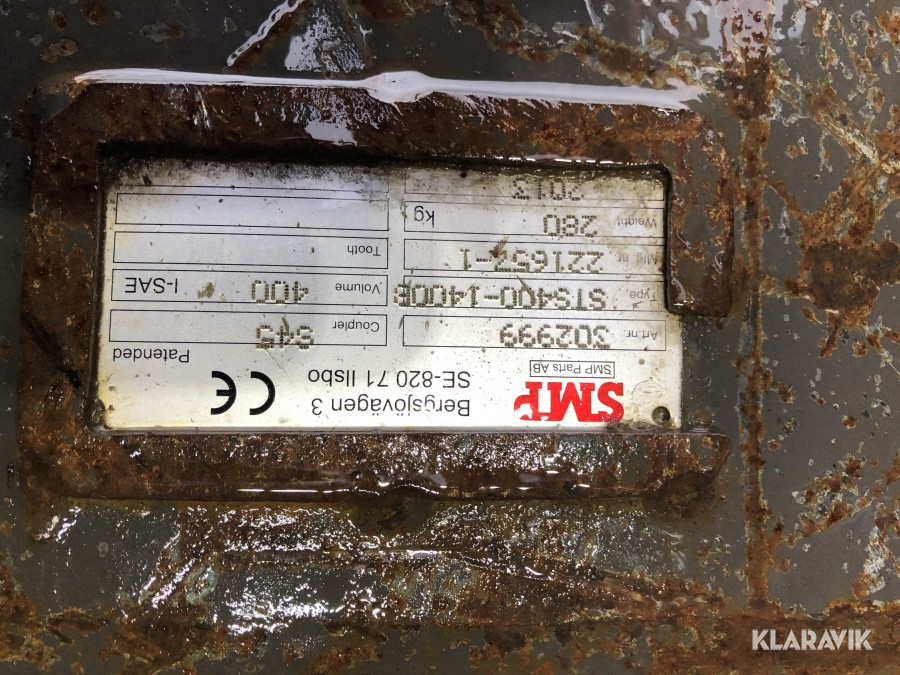 SMP
SMP Parts AB
Bergsjövägen 3
SE-820 71 Ilsbo
CE
Patented
Art.nr. 302999
Coupler S45
Type STS400-1400B
Volume 400 l-SAE
Mfg.nr. 221657-1
Tooth
Weight 280 kg
2013
KLARAVIK